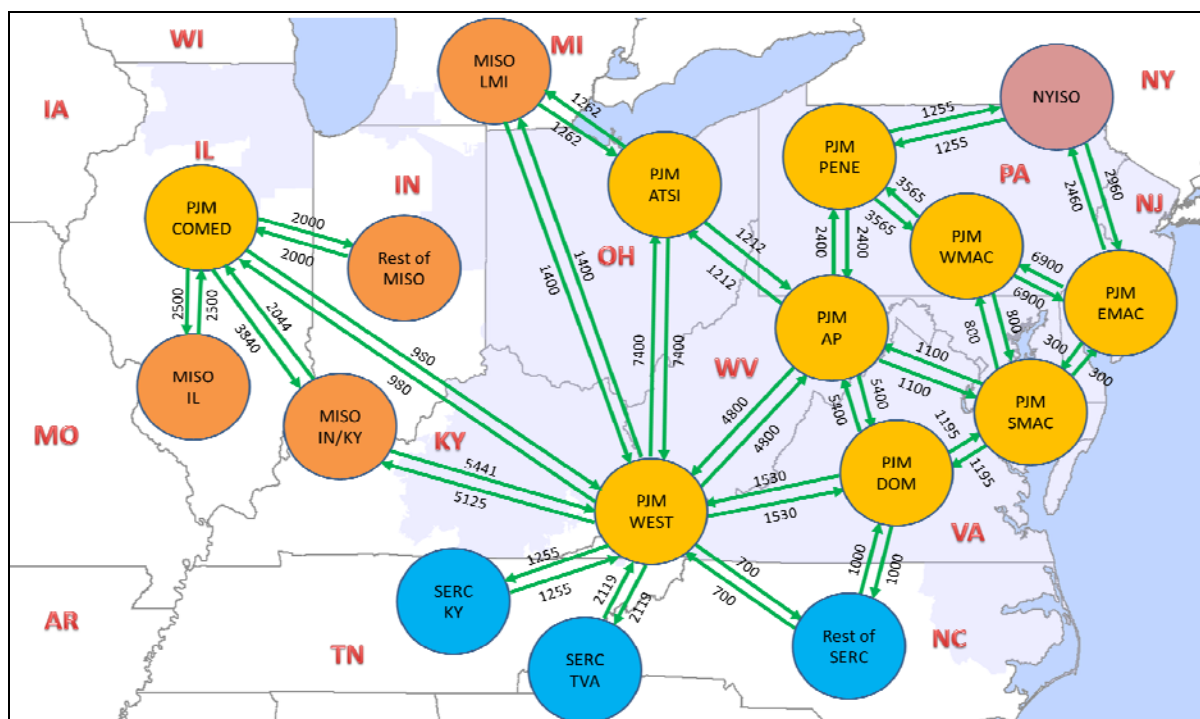 WI
MI
NY
IA
IL
IN
OH
PA
NJ
WV
MO
KY
VA
AR
TN
NC
MISO
LMI
NYISO
PJM
PENE
PJM
ATSI
PJM
COMED
Rest of
MISO
PJM
WMAC
PJM
EMAC
PJM
AP
MISO
IL
MISO
IN/KY
PJM
SMAC
PJM
DOM
PJM
WEST
SERC
KY
SERC
TVA
Rest of
SERC
1262
1262
1255
1255
2960
2460
3565
3565
2000
2000
1212
1212
2400
2400
6900
6900
1400
1400
2500
2500
3840
2044
980
980
7400
7400
800
800
300
300
1100
1100
4800
4800
5400
5400
1195
1195
5441
5125
1530
1530
1255
1255
2119
2119
700
700
1000
1000